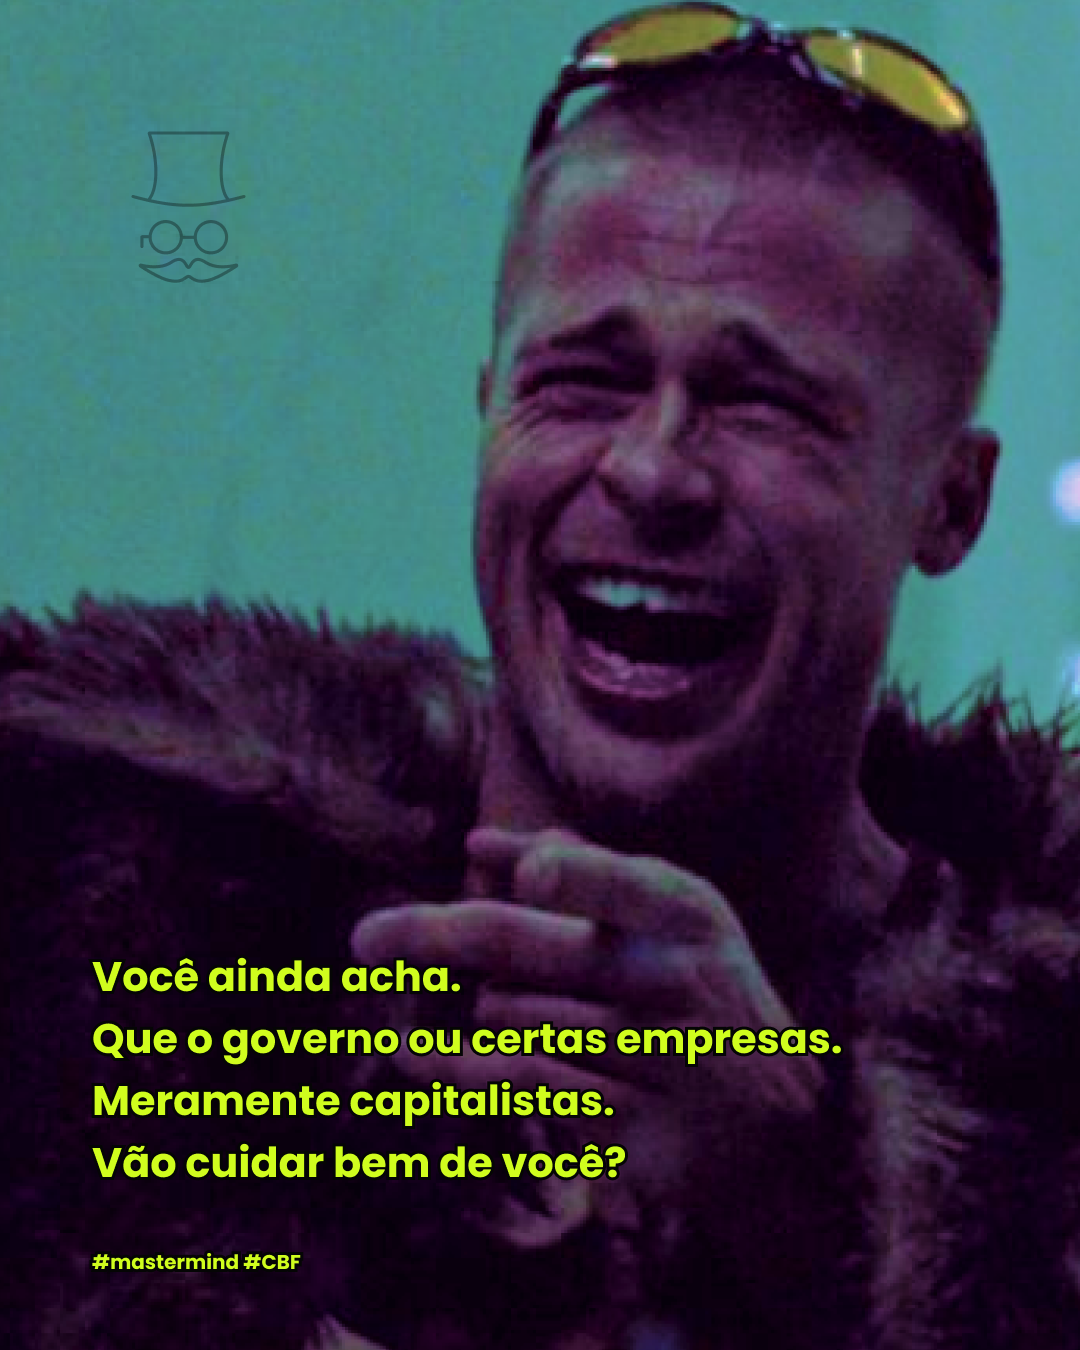 Você ainda acha.
Que o governo ou certas empresas.
Meramente capitalistas.
Vão cuidar bem de você?
#mastermind #CBF